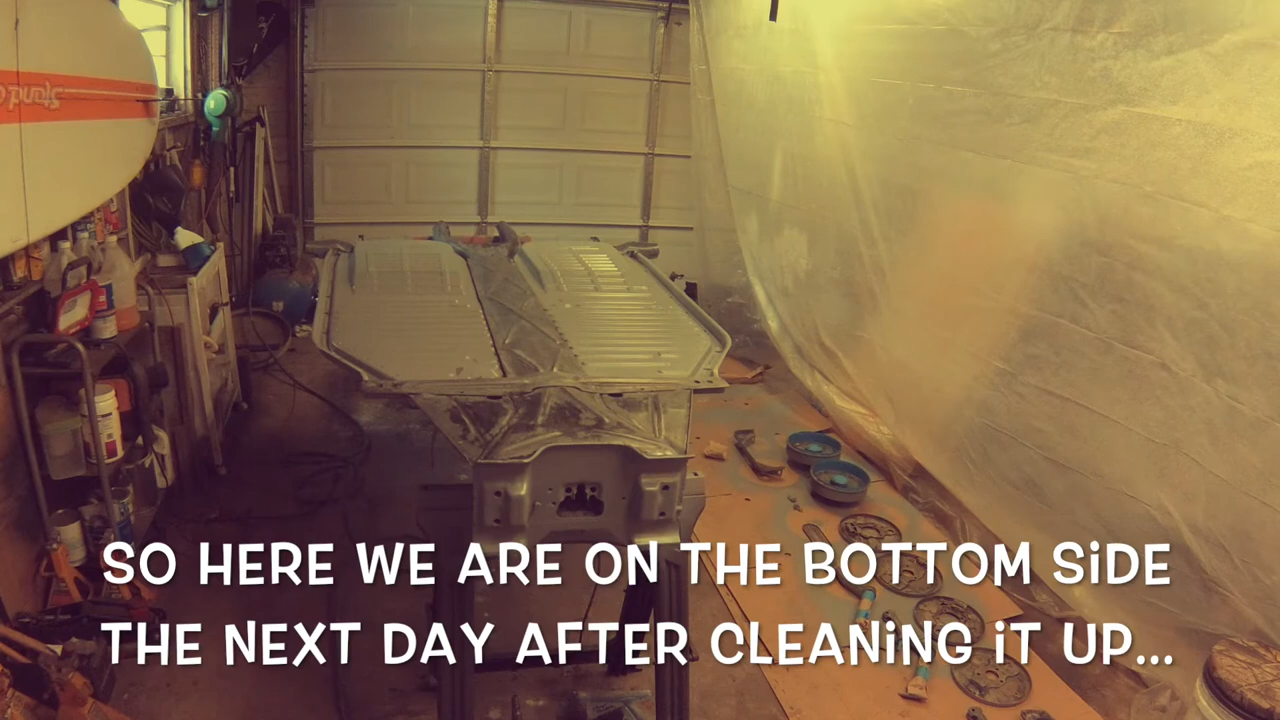 SO HERE WE ARE ON THE BOTTOM SiDE
THE NEXT DAY AFTER CLEANiNG iT UP...